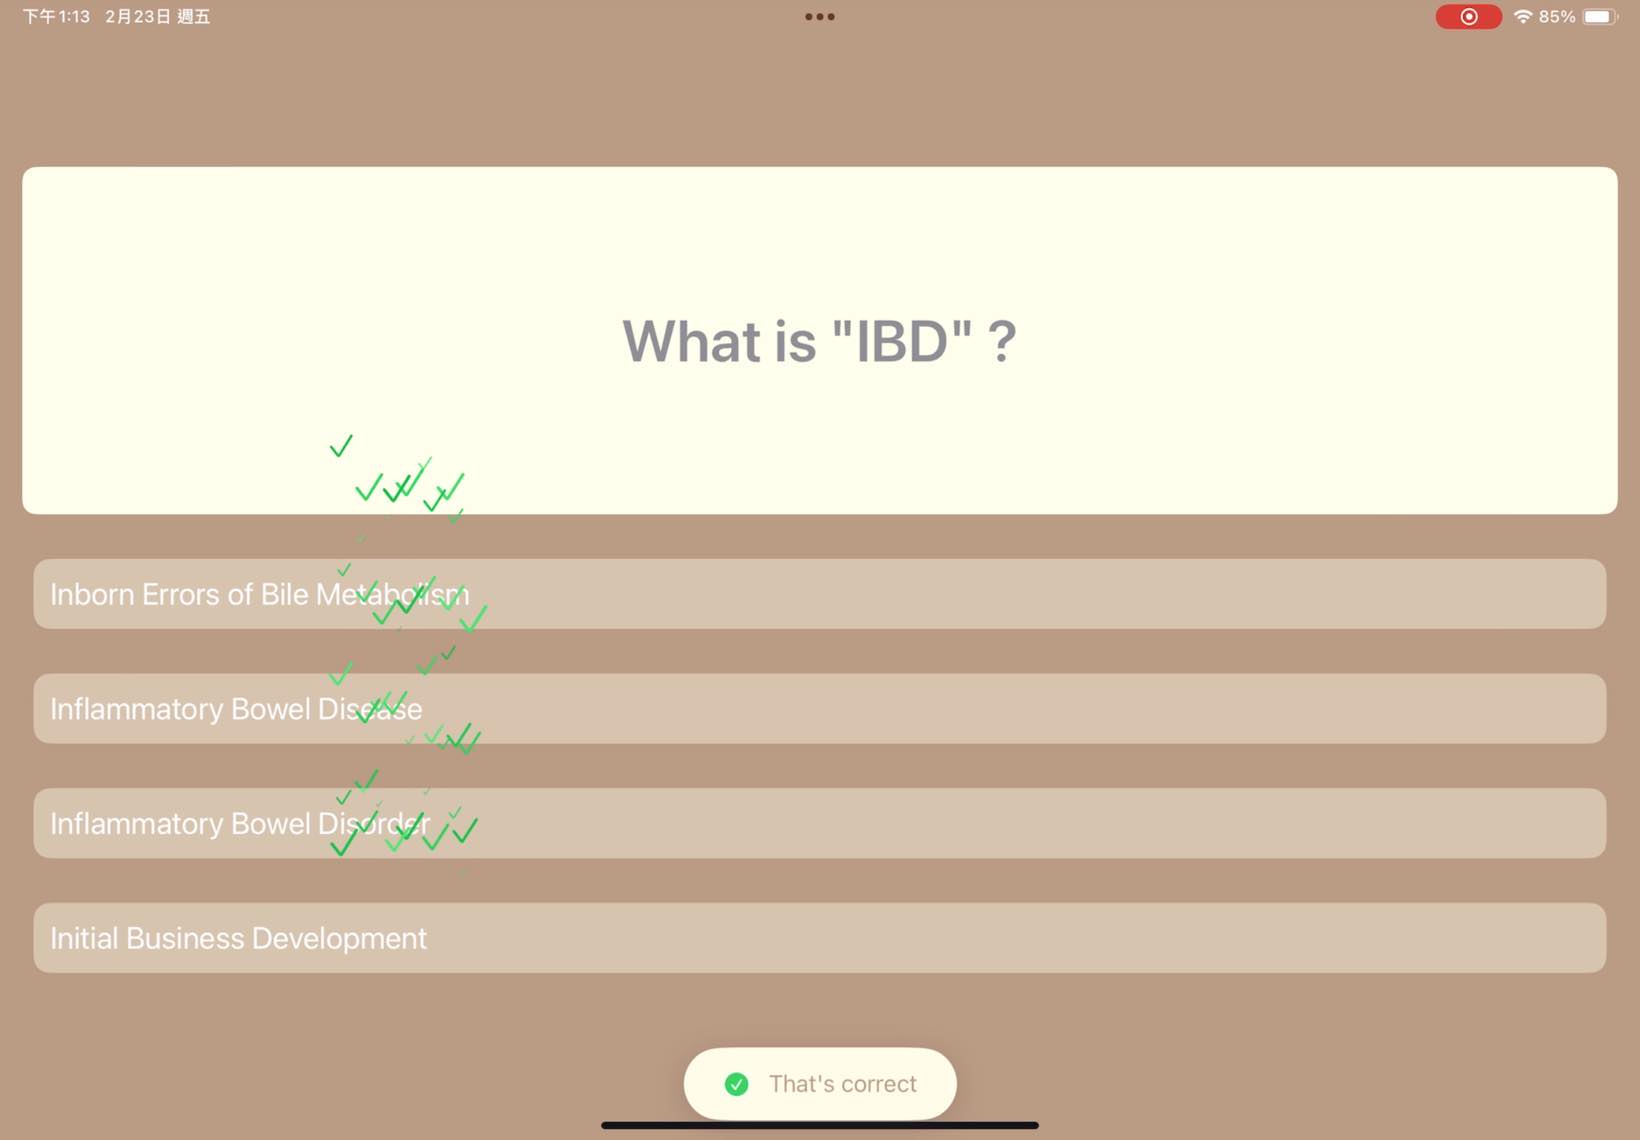 下午1:13 2月23日 週五
85%
What is "IBD" ?
Inborn Errors of Bile Metabolism
Inflammatory Bowel Disease
Inflammatory Bowel Disorder
Initial Business Development
That's correct